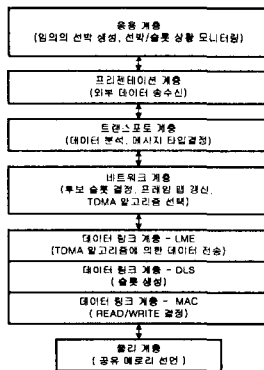 응용 계층
(임의의 선박 생성, 선박/슬롯 상황 모니터링)
프리젠테이션 계층
(외부 데이터 송수신)
트랜스포토 계층
(데이터 분석, 메시지 타입결정)
네트워크 계층
(후보 슬롯 결정, 프레임 맵 갱신,
TDMA 알고리즘 선택)
데이터 링크 계층 - LME
(TDMA 알고리즘에 의한 데이터 전송)
데이터 링크 계층 - DLS
(슬롯 생성)
데이터 링크 계층 - MAC
( READ/WRITE 결정)
물리 계층
( 공유 메모리 선언 )